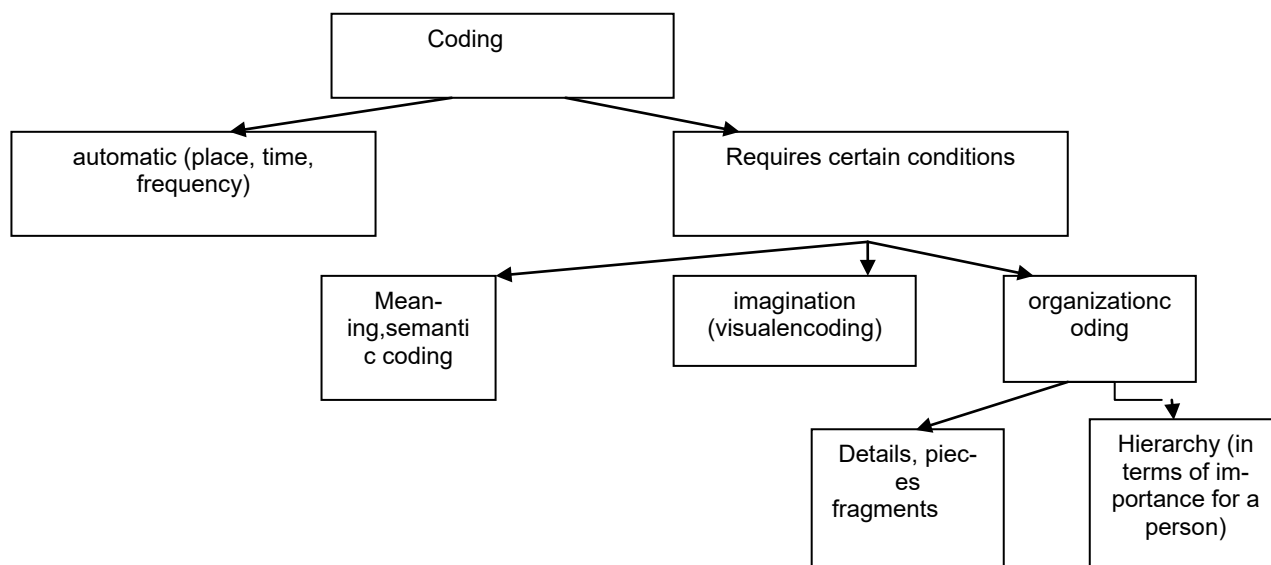 Coding
automatic (place, time,
frequency)
Requires certain conditions
Mean-
ing,semanti
c coding
imagination
(visualencoding)
organizationc
oding
Details, piec-
es
fragments
Hierarchy (in
terms of im-
portance for a
person)